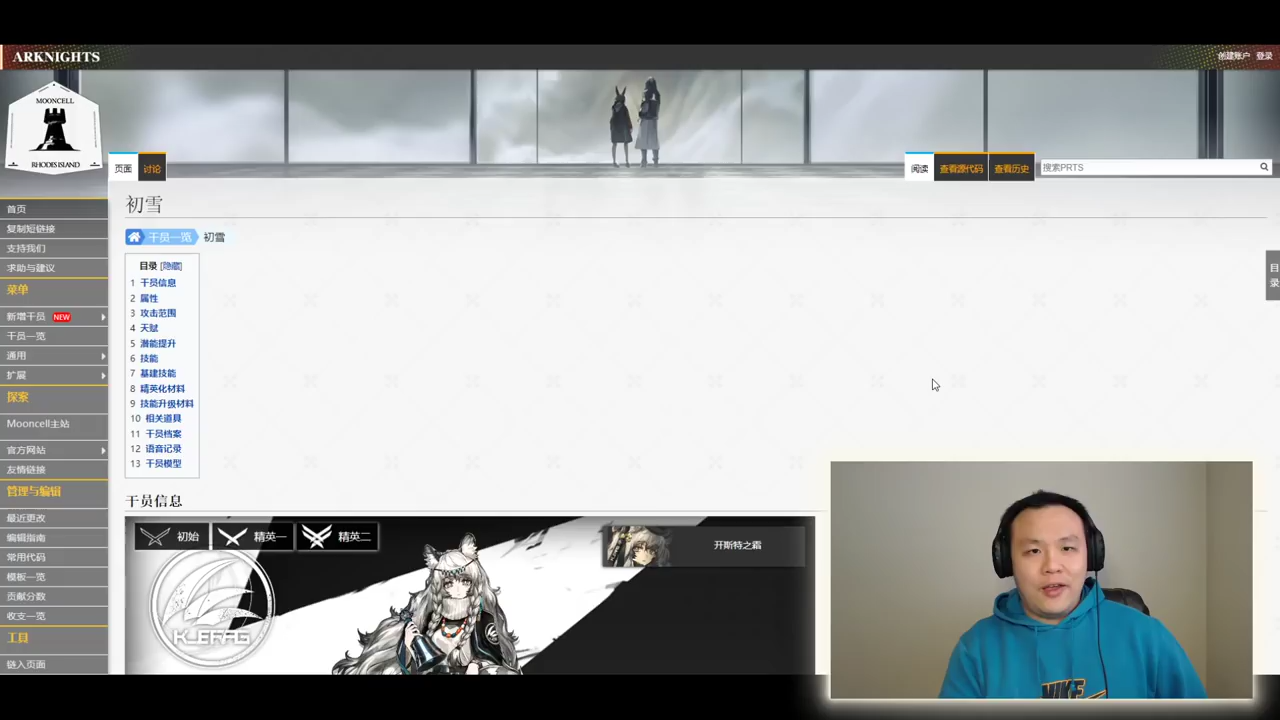 ARKNIGHTS
创建账户 登录
MOONCELL
RHODES ISLAND
页面 讨论
阅读 查看源代码 查看历史 搜索PRTS
初雪
干员一览 初雪
目录 [隐藏]
1 干员信息
2 属性
3 攻击范围
4 天赋
5 潜能提升
6 技能
7 基建技能
8 精英化材料
9 技能升级材料
10 相关道具
11 干员档案
12 语音记录
13 干员模型
目录
首页
复制短链接
支持我们
求助与建议
菜单
新增干员 NEW
干员一览
通用
扩展
探索
Mooncell主站
官方网站
友情链接
管理与编辑
最近更改
编辑指南
常用代码
模板一览
贡献分数
收支一览
工具
链入页面
干员信息
初始 精英一 精英二
开斯特之霜
NIKE